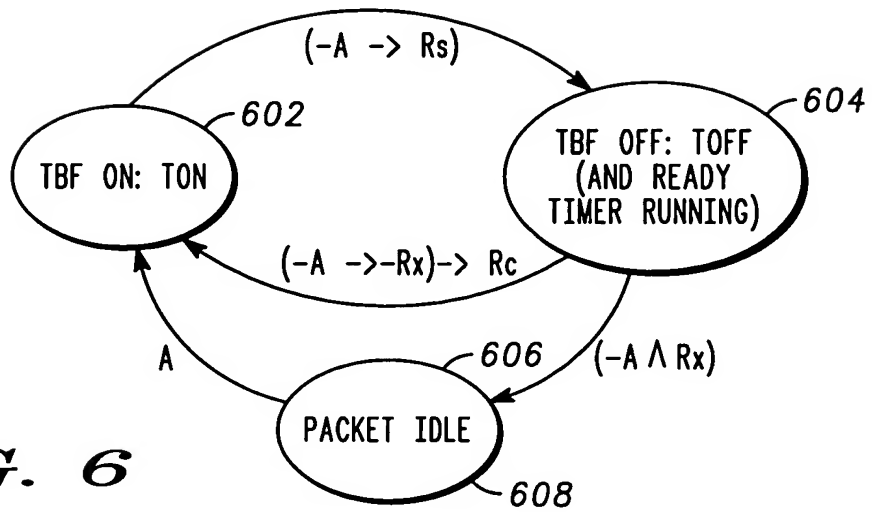 (-A -> Rs)
602
604
TBF ON: TON
TBF OFF: TOFF
(AND READY
TIMER RUNNING)
(-A ->-Rx)-> Rc
A
606
(-A Λ Rx)
PACKET IDLE
608
G. 6